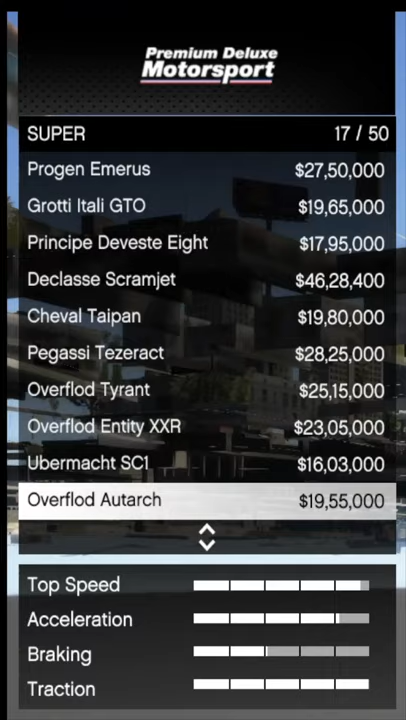 Premium Deluxe
Motorsport
SUPER 17 / 50
Progen Emerus $27,50,000
Grotti Itali GTO $19,65,000
Principe Deveste Eight $17,95,000
Declasse Scramjet $46,28,400
Cheval Taipan $19,80,000
Pegassi Tezeract $28,25,000
Overflod Tyrant $25,15,000
Overflod Entity XXR $23,05,000
Ubermacht SC1 $16,03,000
Overflod Autarch $19,55,000
Top Speed
Acceleration
Braking
Traction